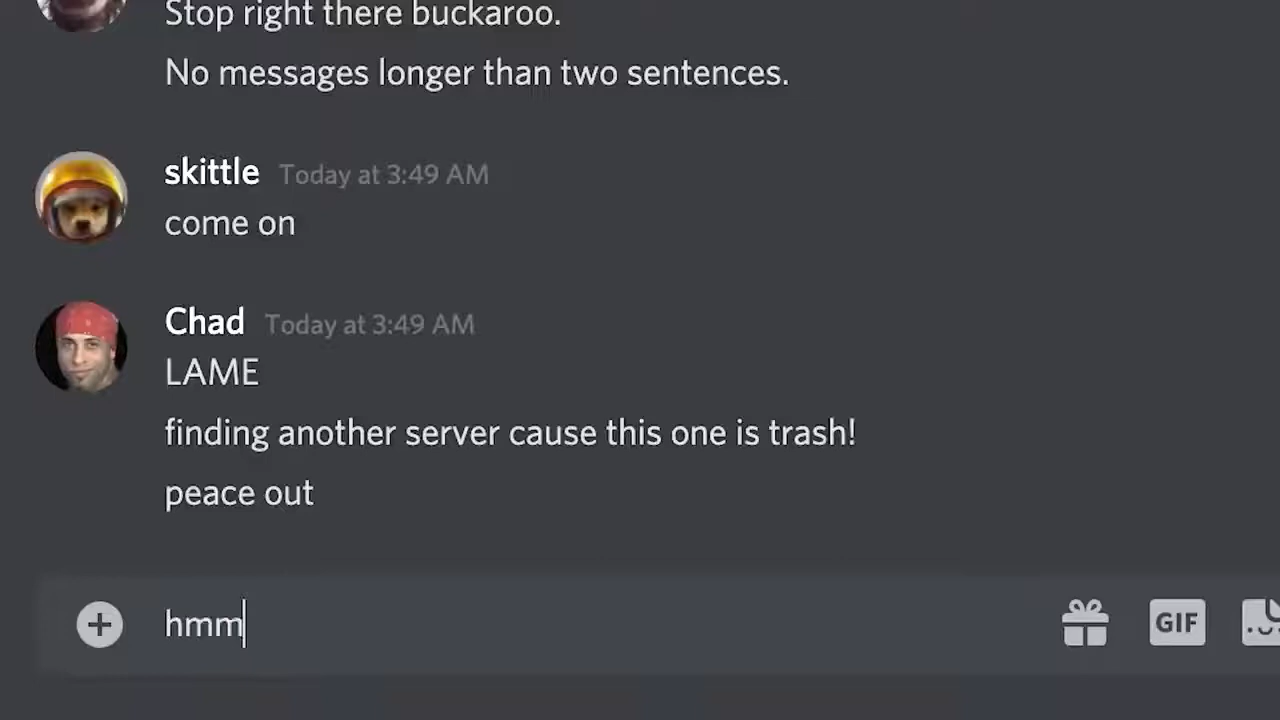 Stop right there buckaroo.
No messages longer than two sentences.
skittle Today at 3:49 AM
come on
Chad Today at 3:49 AM
LAME
finding another server cause this one is trash!
peace out
hmm
GIF